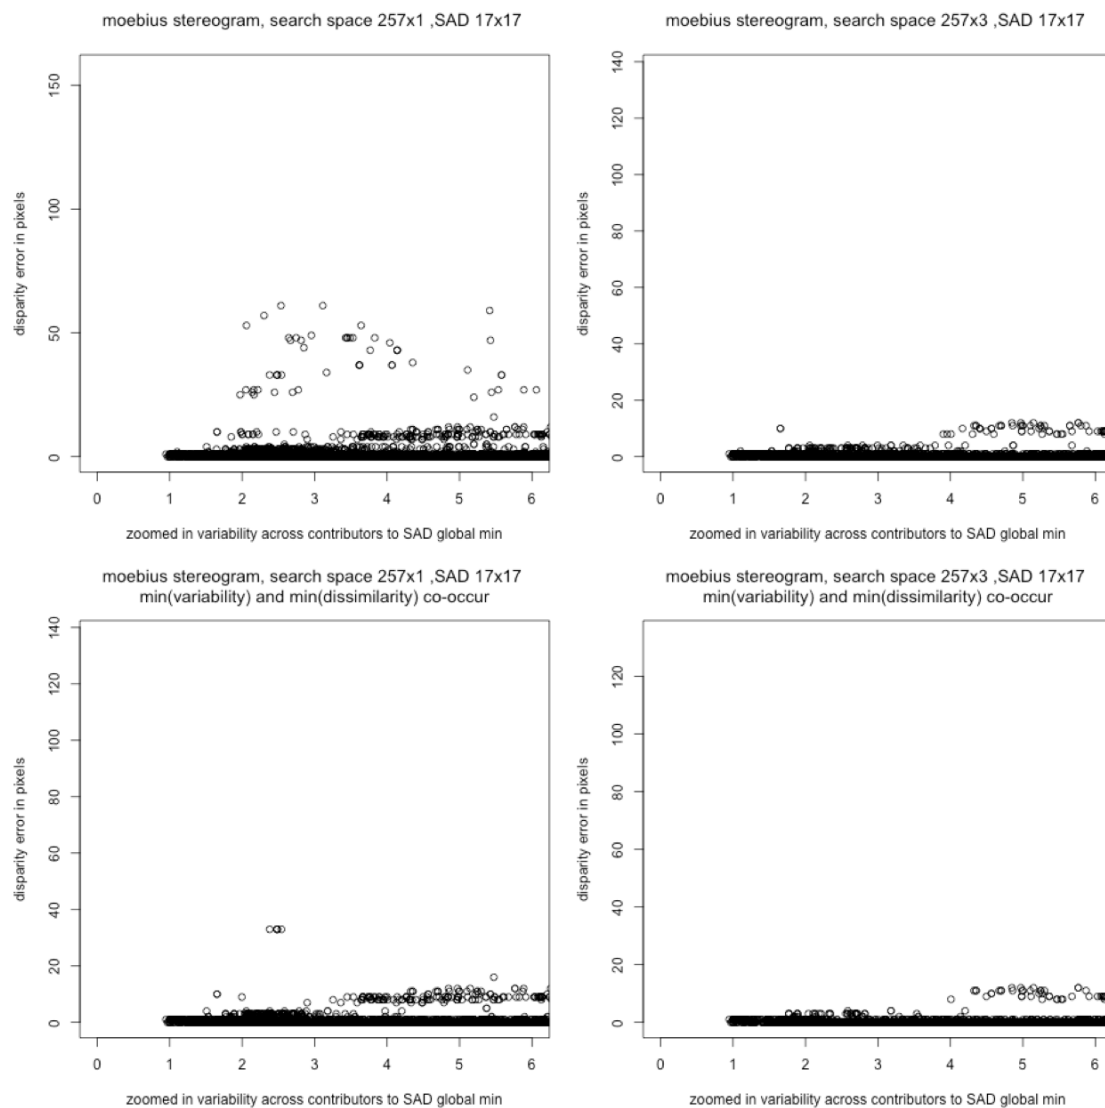 moebius stereogram, search space 257x1 ,SAD 17x17
disparity error in pixels
150
100
50
0
0 1 2 3 4 5 6
zoomed in variability across contributors to SAD global min
moebius stereogram, search space 257x3 ,SAD 17x17
disparity error in pixels
140
120
100
80
60
40
20
0
0 1 2 3 4 5 6
zoomed in variability across contributors to SAD global min
moebius stereogram, search space 257x1 ,SAD 17x17
min(variability) and min(dissimilarity) co-occur
disparity error in pixels
140
120
100
80
60
40
20
0
0 1 2 3 4 5 6
zoomed in variability across contributors to SAD global min
moebius stereogram, search space 257x3 ,SAD 17x17
min(variability) and min(dissimilarity) co-occur
disparity error in pixels
120
100
80
60
40
20
0
0 1 2 3 4 5 6
zoomed in variability across contributors to SAD global min